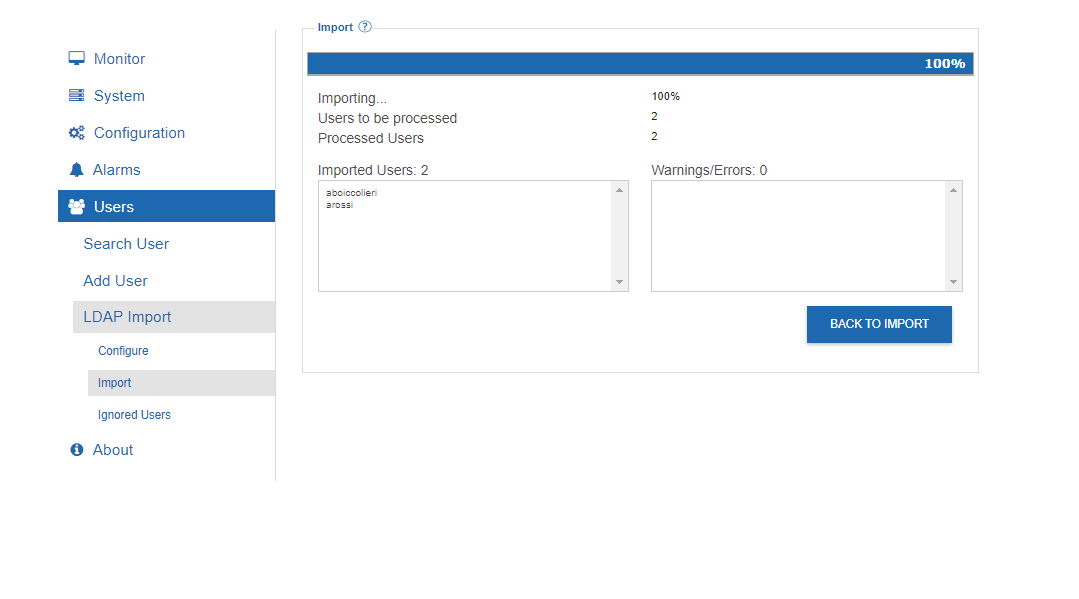 Import ?
Monitor
System
Configuration
Alarms
Users
Search User
Add User
LDAP Import
Configure
Import
Ignored Users
About
100%
Importing... 100%
Users to be processed 2
Processed Users 2
Imported Users: 2
aboiccolieri
arossi
Warnings/Errors: 0
BACK TO IMPORT